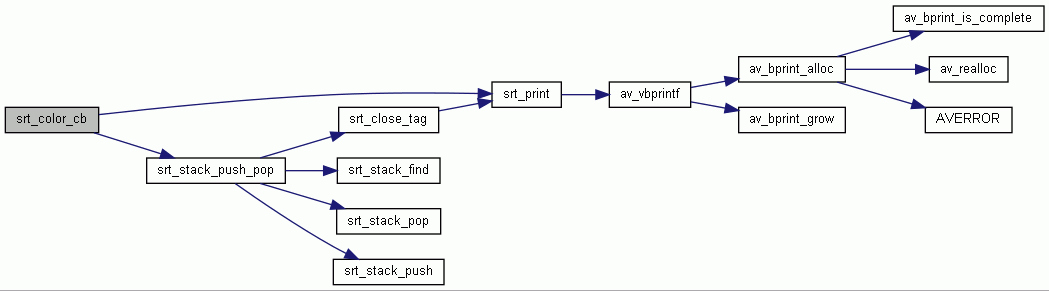 av_bprint_is_complete
av_bprint_alloc
av_realloc
srt_print
av_vbprintf
srt_color_cb
srt_close_tag
av_bprint_grow
AVERROR
srt_stack_push_pop
srt_stack_find
srt_stack_pop
srt_stack_push